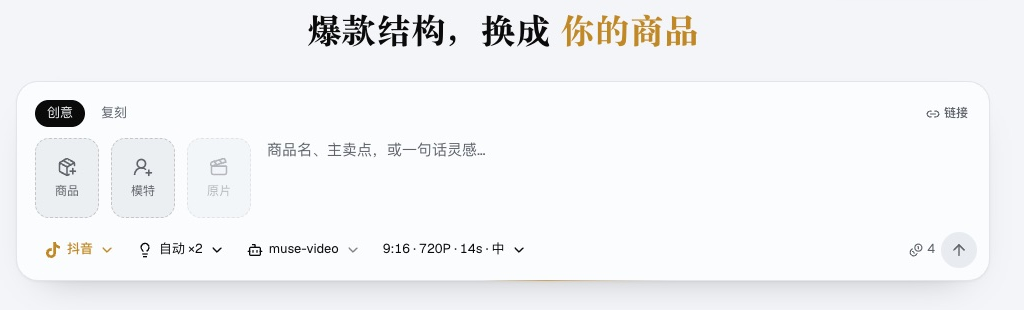 爆款结构，换成 你的商品
创意 复刻 链接
商品名、主卖点，或一句话灵感...
商品 模特 原片
抖音 自动 ×2 muse-video 9:16 · 720P · 14s · 中 4